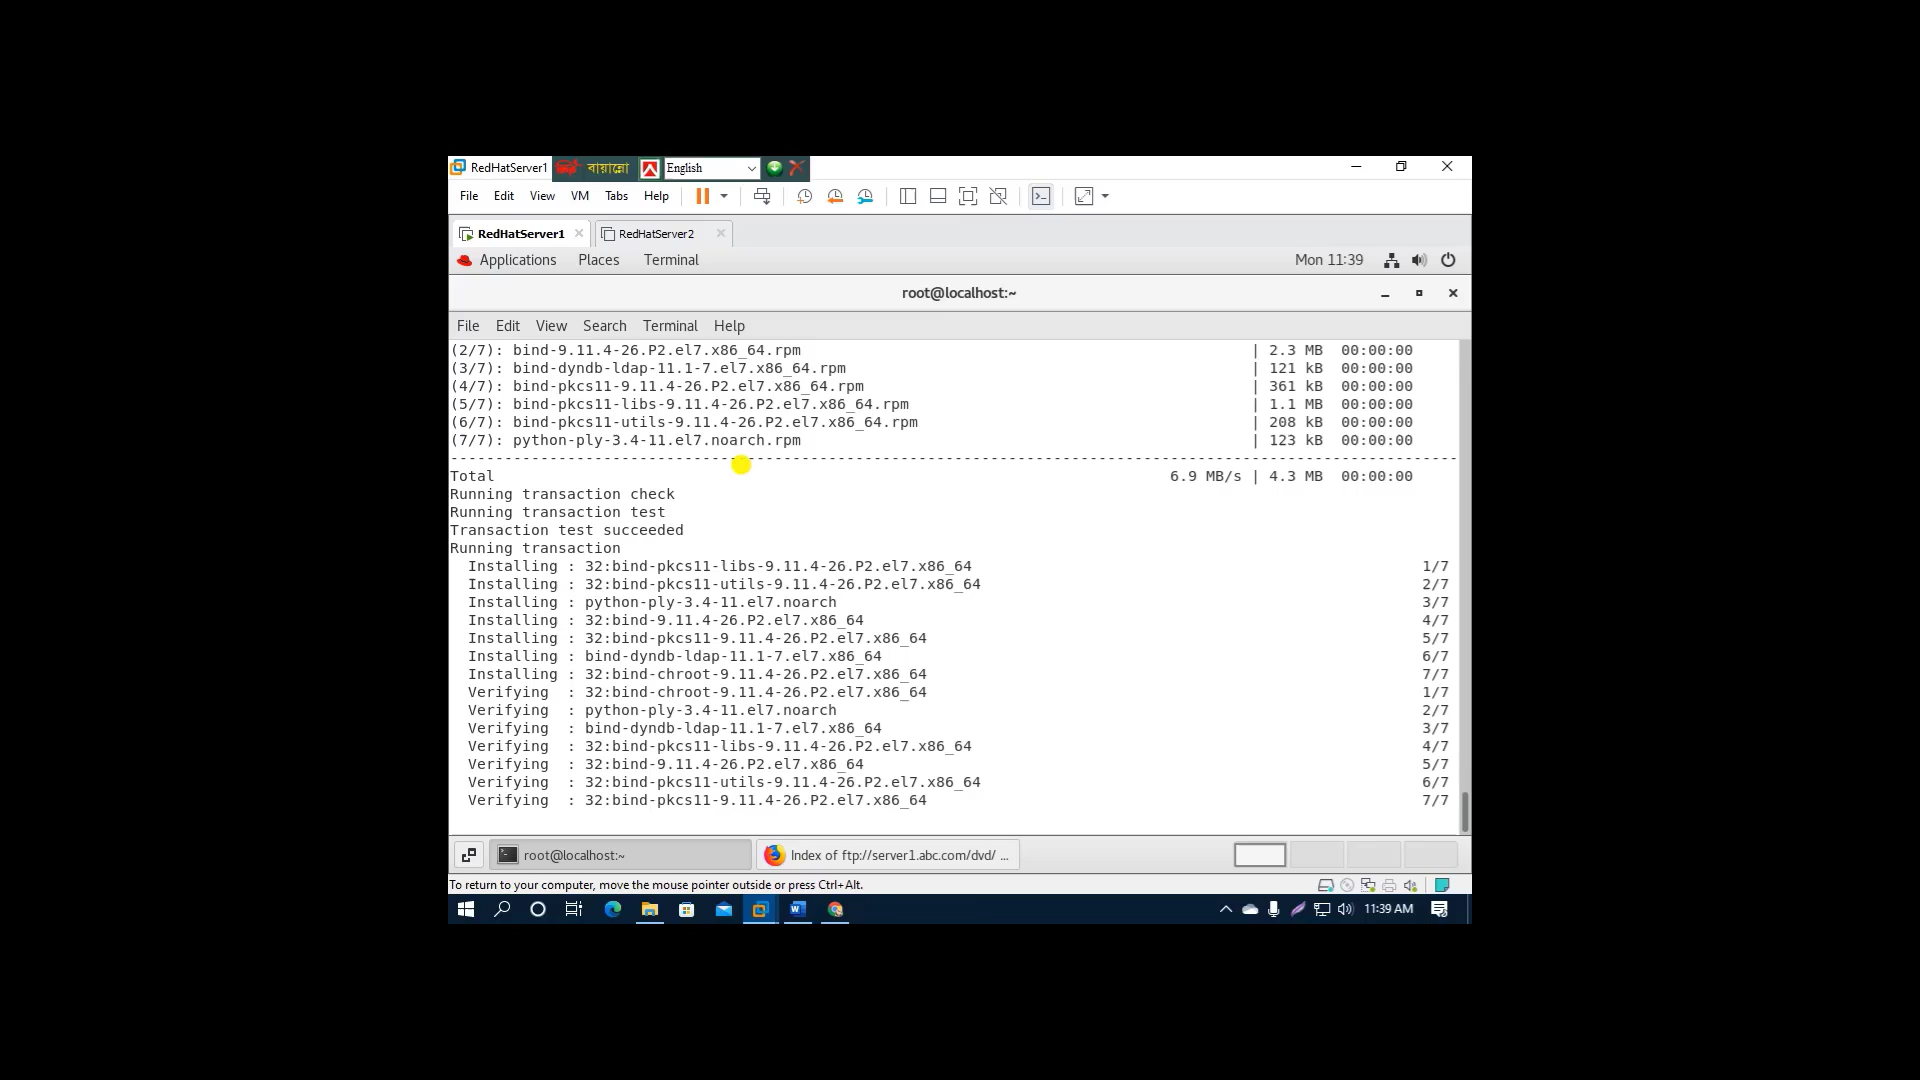 RedHatServer1 বায়ান্নো English
File Edit View VM Tabs Help
RedHatServer1 RedHatServer2
Applications Places Terminal Mon 11:39
root@localhost:~
File Edit View Search Terminal Help
(2/7): bind-9.11.4-26.P2.el7.x86_64.rpm | 2.3 MB 00:00:00
(3/7): bind-dyndb-ldap-11.1-7.el7.x86_64.rpm | 121 kB 00:00:00
(4/7): bind-pkcs11-9.11.4-26.P2.el7.x86_64.rpm | 361 kB 00:00:00
(5/7): bind-pkcs11-libs-9.11.4-26.P2.el7.x86_64.rpm | 1.1 MB 00:00:00
(6/7): bind-pkcs11-utils-9.11.4-26.P2.el7.x86_64.rpm | 208 kB 00:00:00
(7/7): python-ply-3.4-11.el7.noarch.rpm | 123 kB 00:00:00
--------------------------------------------------------------------------------------------------------------
Total 6.9 MB/s | 4.3 MB 00:00:00
Running transaction check
Running transaction test
Transaction test succeeded
Running transaction
Installing : 32:bind-pkcs11-libs-9.11.4-26.P2.el7.x86_64 1/7
Installing : 32:bind-pkcs11-utils-9.11.4-26.P2.el7.x86_64 2/7
Installing : python-ply-3.4-11.el7.noarch 3/7
Installing : 32:bind-9.11.4-26.P2.el7.x86_64 4/7
Installing : 32:bind-pkcs11-9.11.4-26.P2.el7.x86_64 5/7
Installing : bind-dyndb-ldap-11.1-7.el7.x86_64 6/7
Installing : 32:bind-chroot-9.11.4-26.P2.el7.x86_64 7/7
Verifying : 32:bind-chroot-9.11.4-26.P2.el7.x86_64 1/7
Verifying : python-ply-3.4-11.el7.noarch 2/7
Verifying : bind-dyndb-ldap-11.1-7.el7.x86_64 3/7
Verifying : 32:bind-pkcs11-libs-9.11.4-26.P2.el7.x86_64 4/7
Verifying : 32:bind-9.11.4-26.P2.el7.x86_64 5/7
Verifying : 32:bind-pkcs11-utils-9.11.4-26.P2.el7.x86_64 6/7
Verifying : 32:bind-pkcs11-9.11.4-26.P2.el7.x86_64 7/7
root@localhost:~ Index of ftp://server1.abc.com/dvd/ ...
To return to your computer, move the mouse pointer outside or press Ctrl+Alt.
11:39 AM